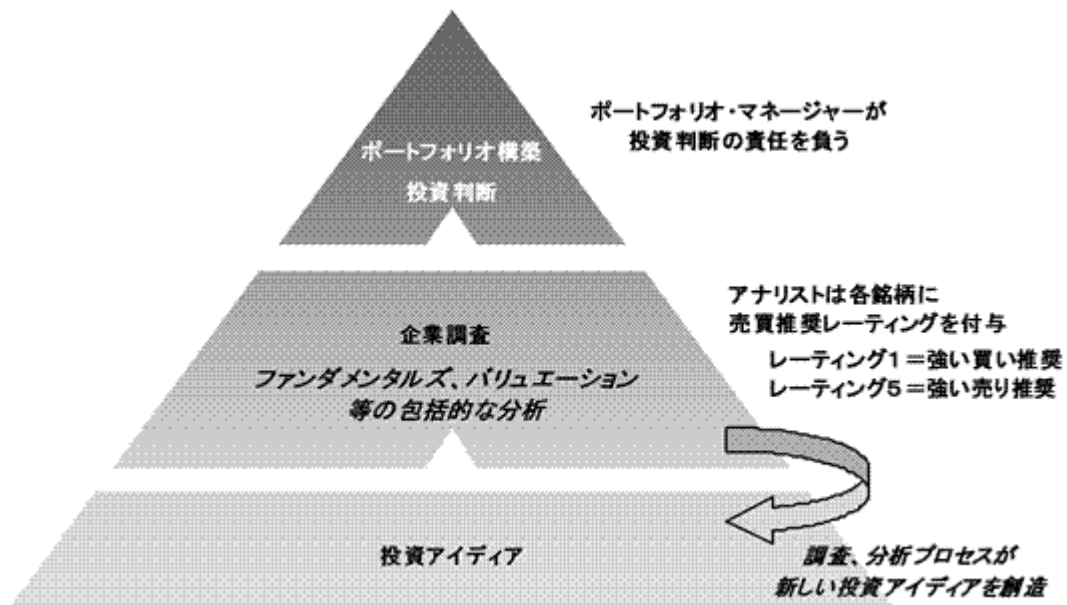 ポートフォリオ・マネージャーが
投資判断の責任を負う
ポートフォリオ構築
投資判断
アナリストは各銘柄に
売買推奨レーティングを付与
レーティング1=強い買い推奨
レーティング5=強い売り推奨
企業調査
ファンダメンタルズ、バリュエーション
等の包括的な分析
投資アイディア
調査、分析プロセスが
新しい投資アイディアを創造